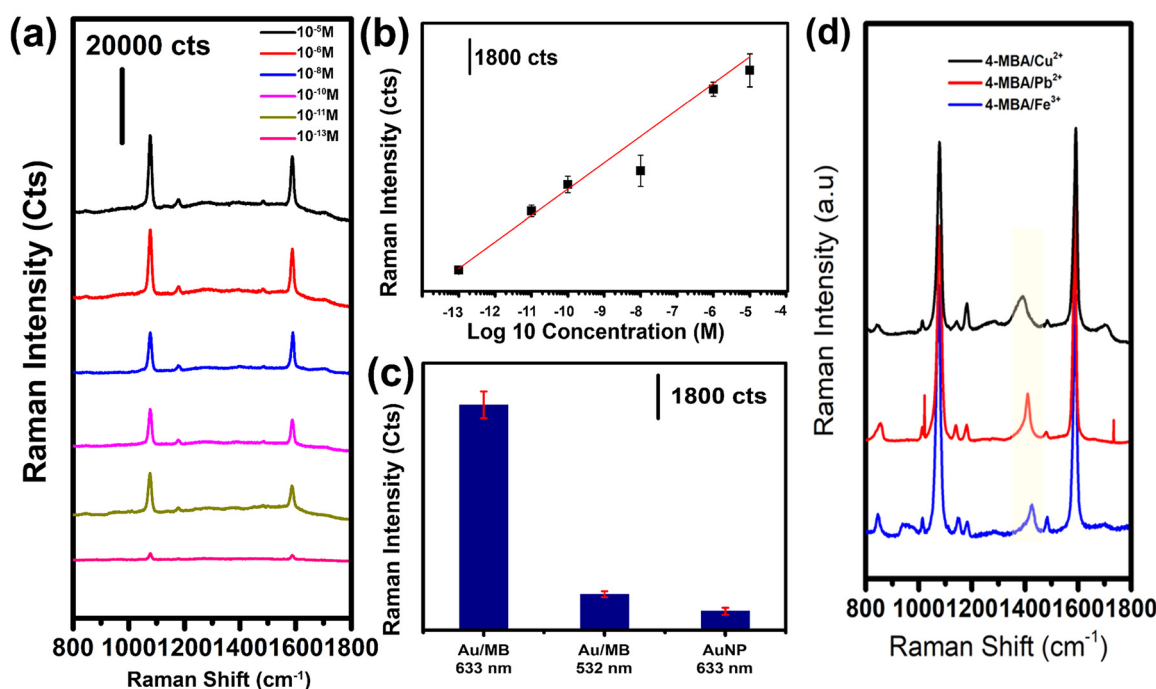 (a)
20000 cts
10⁻⁵M
10⁻⁶M
10⁻⁸M
10⁻¹⁰M
10⁻¹¹M
10⁻¹³M
Raman Intensity (Cts)
800 1000 1200 1400 1600 1800
Raman Shift (cm⁻¹)
(b)
1800 cts
Raman Intensity (cts)
-13 -11 -10 -8 -6 -5 -4
Log 10 Concentration (M)
(c)
1800 cts
Raman Intensity (Cts)
Au/MB Au/MB AuNP
633 nm 532 nm 633 nm
(d)
4-MBA/Cu²⁺
4-MBA/Pb²⁺
4-MBA/Fe³⁺
Raman Intensity (a.u)
800 1000 1200 1400 1600 1800
Raman Shift (cm⁻¹)